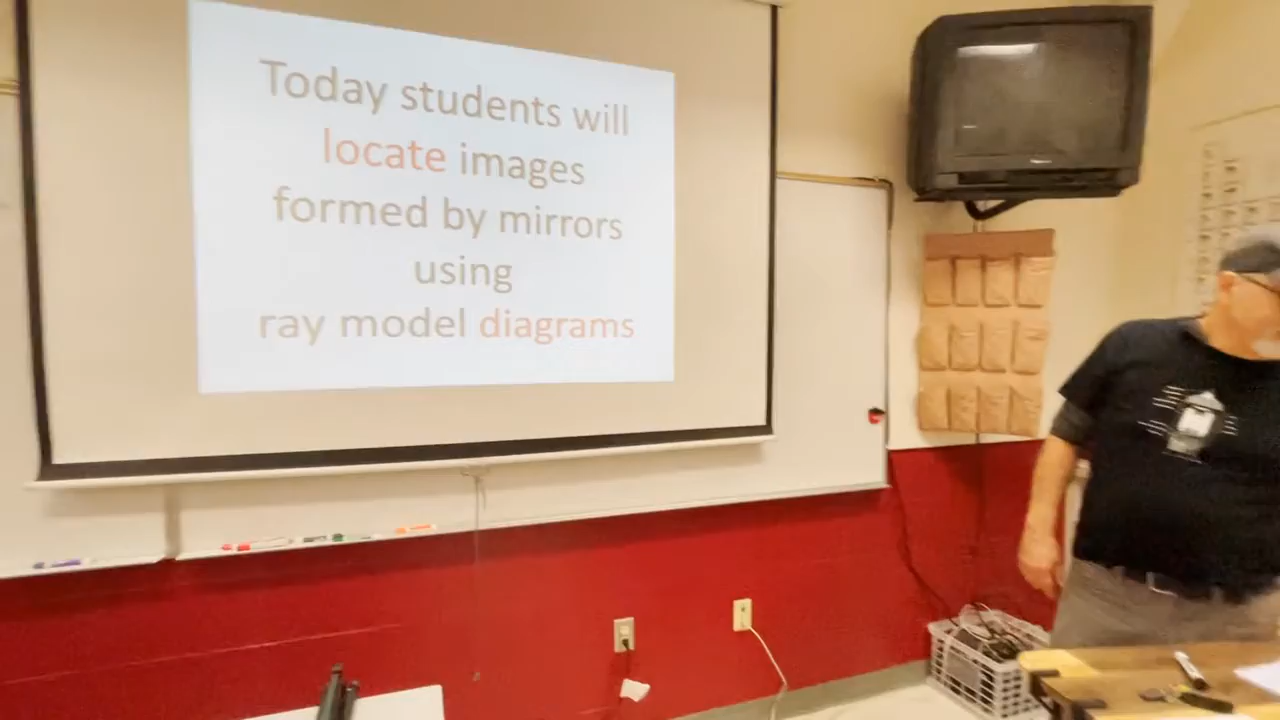 Today students will
locate images
formed by mirrors
using
ray model diagrams